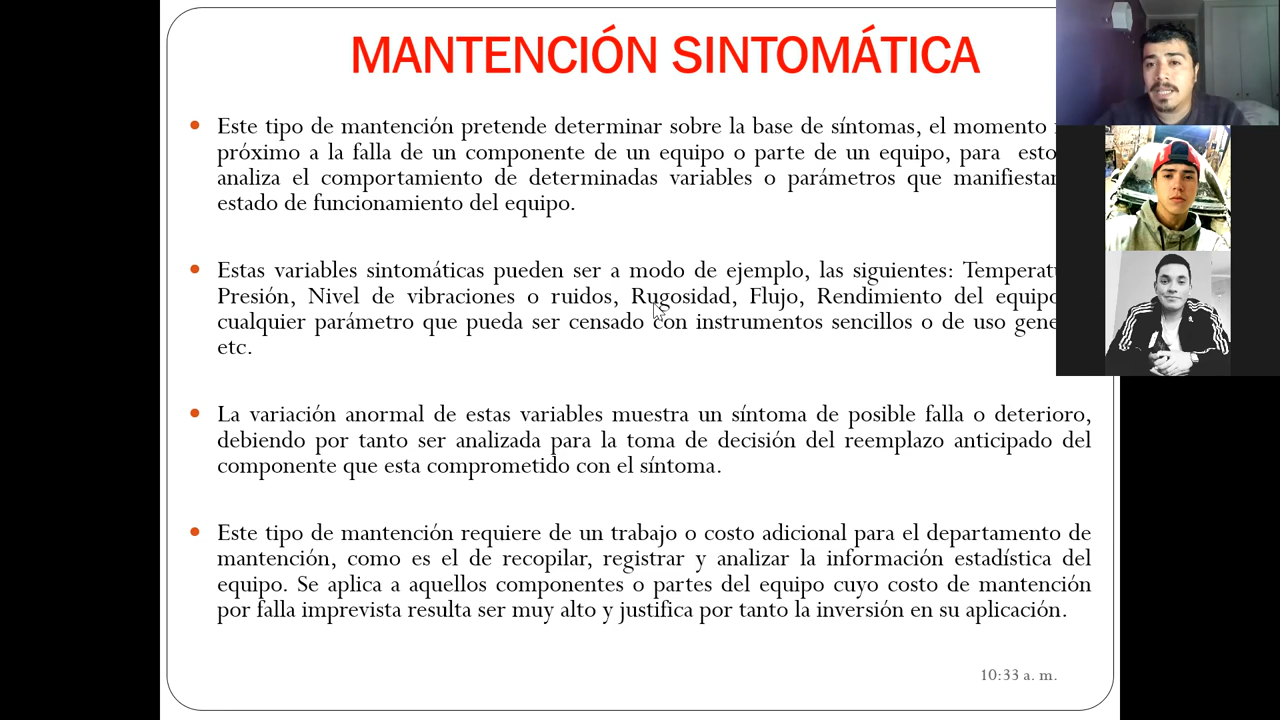 MANTENCIÓN SINTOMÁTICA
Este tipo de mantención pretende determinar sobre la base de síntomas, el momento
próximo a la falla de un componente de un equipo o parte de un equipo, para esto
analiza el comportamiento de determinadas variables o parámetros que manifiestan
estado de funcionamiento del equipo.
Estas variables sintomáticas pueden ser a modo de ejemplo, las siguientes:
Presión, Nivel de vibraciones o ruidos, Rugosidad, Flujo, Rendimiento del equipo
cualquier parámetro que pueda ser censado con instrumentos sencillos o de uso
etc.
La variación anormal de estas variables muestra un síntoma de posible falla o deterioro,
debiendo por tanto ser analizada para la toma de decisión del reemplazo anticipado del
componente que esta comprometido con el síntoma.
Este tipo de mantención requiere de un trabajo o costo adicional para el departamento de
mantención, como es el de recopilar, registrar y analizar la información estadística del
equipo. Se aplica a aquellos componentes o partes del equipo cuyo costo de mantención
por falla imprevista resulta ser muy alto y justifica por tanto la inversión en su aplicación.
10:33 a. m.